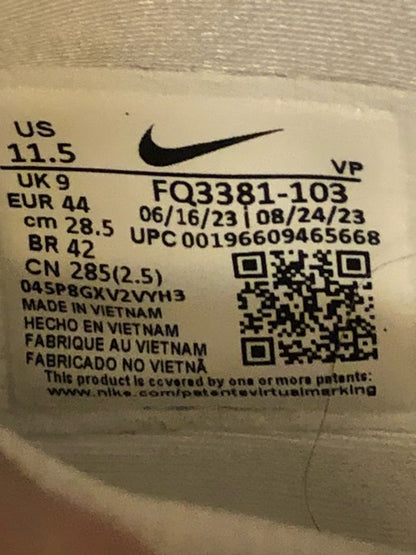 US
11.5
VP
UK 9
FQ3381-103
EUR 44
06/16/23 | 08/24/23
cm 28.5
UPC 00196609465668
BR 42
CN 285(2.5)
045P8GXV2VYH3
MADE IN VIETNAM
HECHO EN VIETNAM
FABRIQUE AU VIETNAM
FABRICADO NO VIETNÃ
This product is covered by one or more patents:
www.nike.com/patentsvirtualmarking